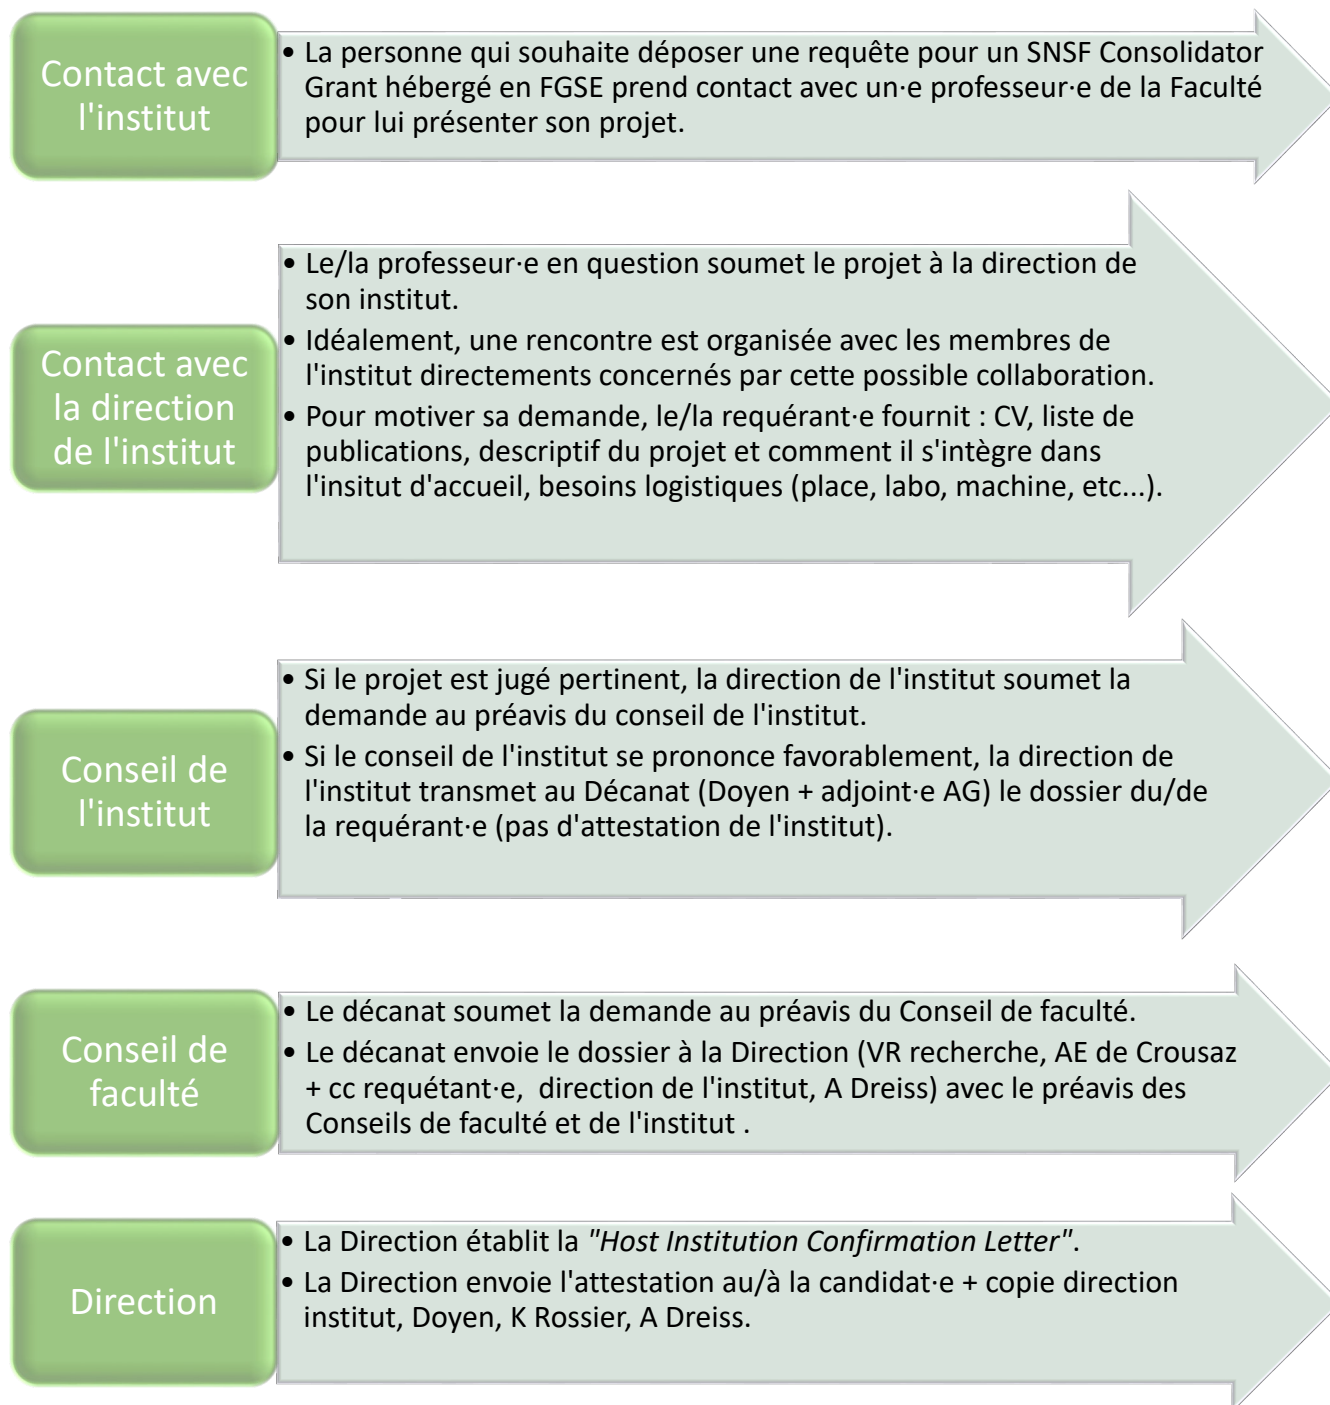 Contact avec
l'institut
• La personne qui souhaite déposer une requête pour un SNSF Consolidator
Grant hébergé en FGSE prend contact avec un·e professeur·e de la Faculté
pour lui présenter son projet.
Contact avec
la direction
de l'institut
• Le/la professeur·e en question soumet le projet à la direction de
son institut.
• Idéalement, une rencontre est organisée avec les membres de
l'institut directements concernés par cette possible collaboration.
• Pour motiver sa demande, le/la requérant·e fournit : CV, liste de
publications, descriptif du projet et comment il s'intègre dans
l'insitut d'accueil, besoins logistiques (place, labo, machine, etc...).
Conseil de
l'institut
• Si le projet est jugé pertinent, la direction de l'institut soumet la
demande au préavis du conseil de l'institut.
• Si le conseil de l'institut se prononce favorablement, la direction de
l'institut transmet au Décanat (Doyen + adjoint·e AG) le dossier du/de
la requérant·e (pas d'attestation de l'institut).
Conseil de
faculté
• Le décanat soumet la demande au préavis du Conseil de faculté.
• Le décanat envoie le dossier à la Direction (VR recherche, AE de Crousaz
+ cc requétant·e, direction de l'institut, A Dreiss) avec le préavis des
Conseils de faculté et de l'institut .
Direction
• La Direction établit la "Host Institution Confirmation Letter".
• La Direction envoie l'attestation au/à la candidat·e + copie direction
institut, Doyen, K Rossier, A Dreiss.